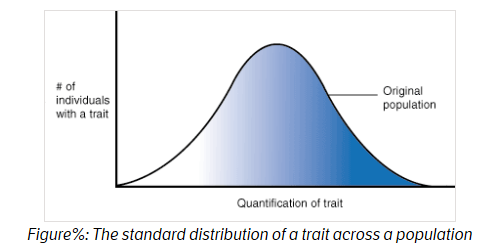 # of
individuals
with a trait
Original
population
Quantification of trait
Figure%: The standard distribution of a trait across a population